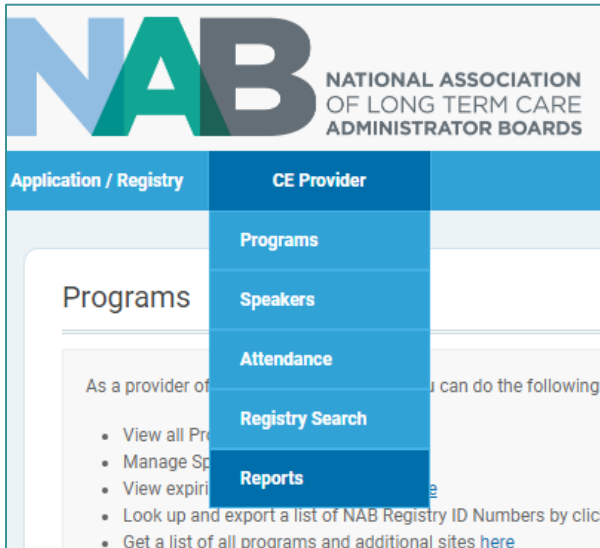 NAB
NATIONAL ASSOCIATION
OF LONG TERM CARE
ADMINISTRATOR BOARDS
Application / Registry
CE Provider
Programs
Speakers
Attendance
Registry Search
Reports
Programs
As a provider of
u can do the following
View all Pro
Manage Sp
View expiri
Look up and export a list of NAB Registry ID Numbers by clic
Get a list of all programs and additional sites here